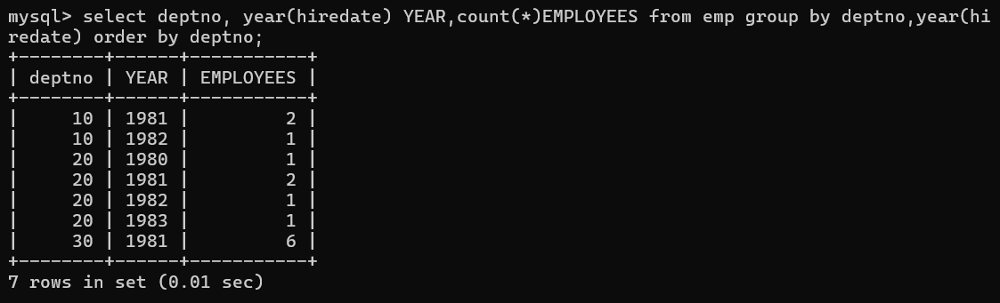 mysql> select deptno, year(hiredate) YEAR,count(*)EMPLOYEES from emp group by deptno,year(hi
redate) order by deptno;
+--------+------+-----------+
| deptno | YEAR | EMPLOYEES |
+--------+------+-----------+
|     10 | 1981 |         2 |
|     10 | 1982 |         1 |
|     20 | 1980 |         1 |
|     20 | 1981 |         2 |
|     20 | 1982 |         1 |
|     20 | 1983 |         1 |
|     30 | 1981 |         6 |
+--------+------+-----------+
7 rows in set (0.01 sec)